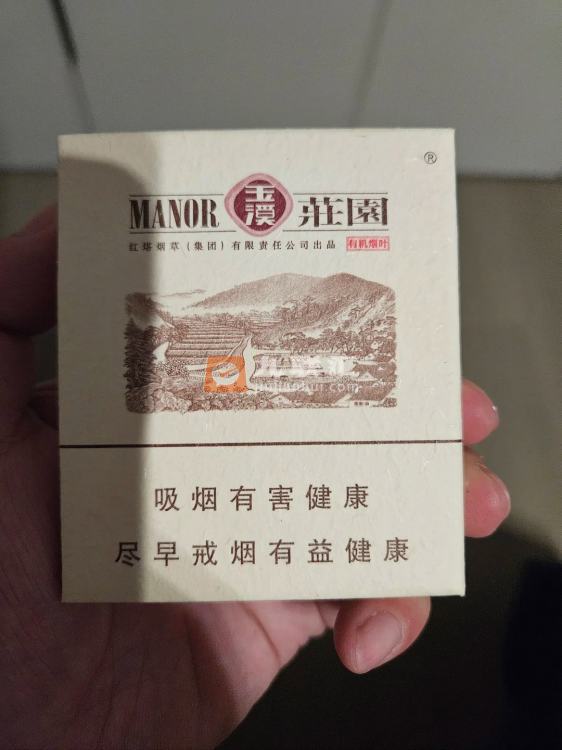 ®
MANOR 玉溪 莊園
红塔烟草(集团)有限责任公司出品 有机烟叶
吸烟有害健康
尽早戒烟有益健康